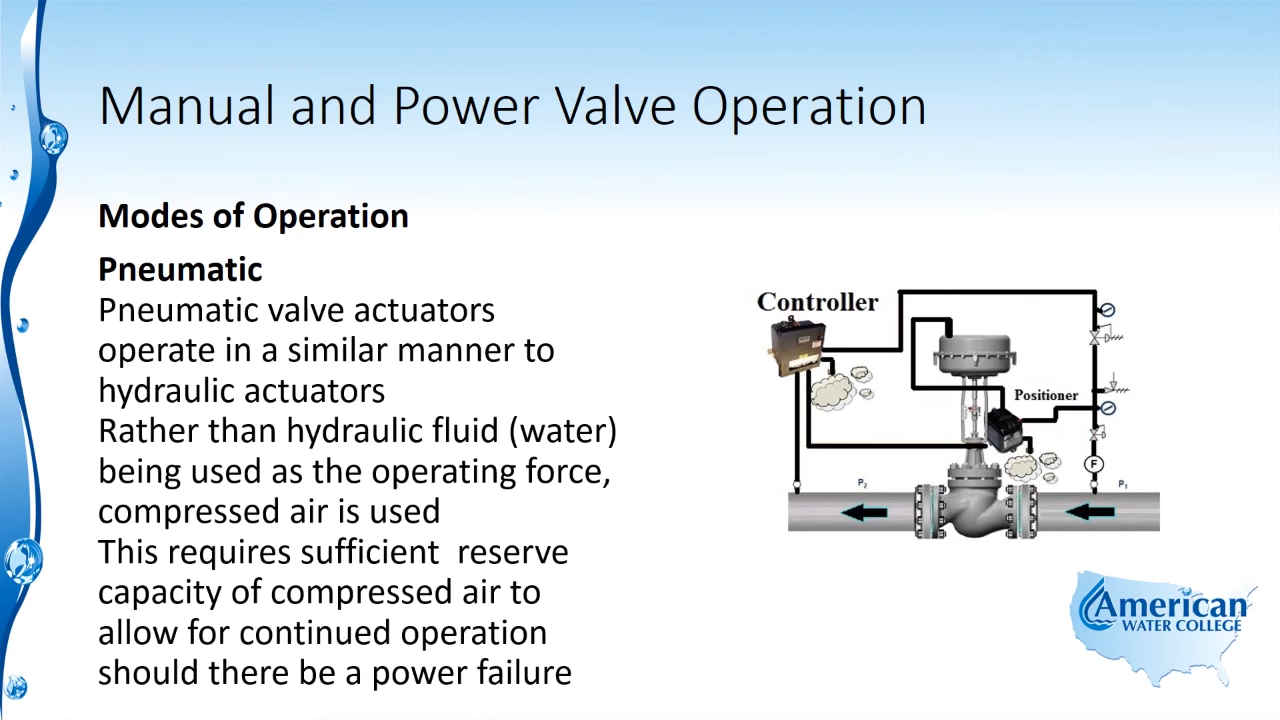 Manual and Power Valve Operation
Modes of Operation
Pneumatic
Pneumatic valve actuators
operate in a similar manner to
hydraulic actuators
Rather than hydraulic fluid (water)
being used as the operating force,
compressed air is used
This requires sufficient  reserve
capacity of compressed air to
allow for continued operation
should there be a power failure
Controller
Positioner
F
P₂
P₁
American
WATER COLLEGE